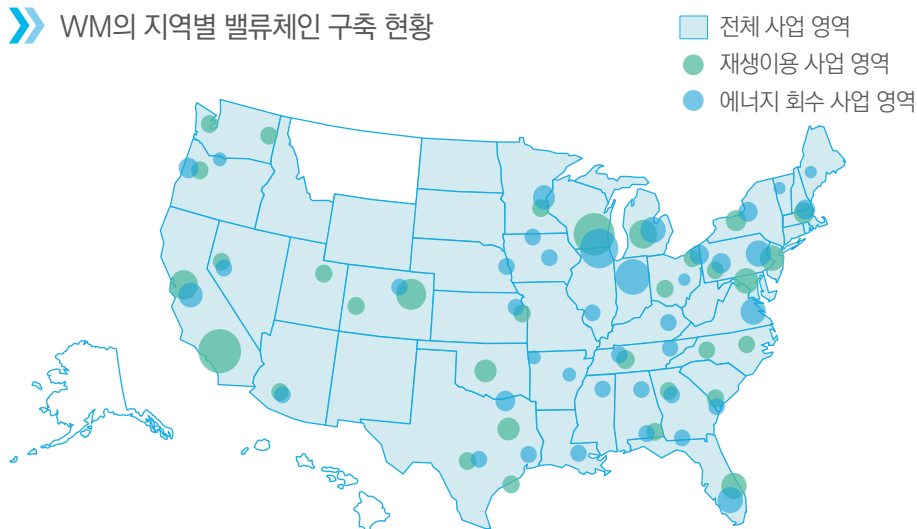 WM의 지역별 밸류체인 구축 현황
전체 사업 영역
재생이용 사업 영역
에너지 회수 사업 영역